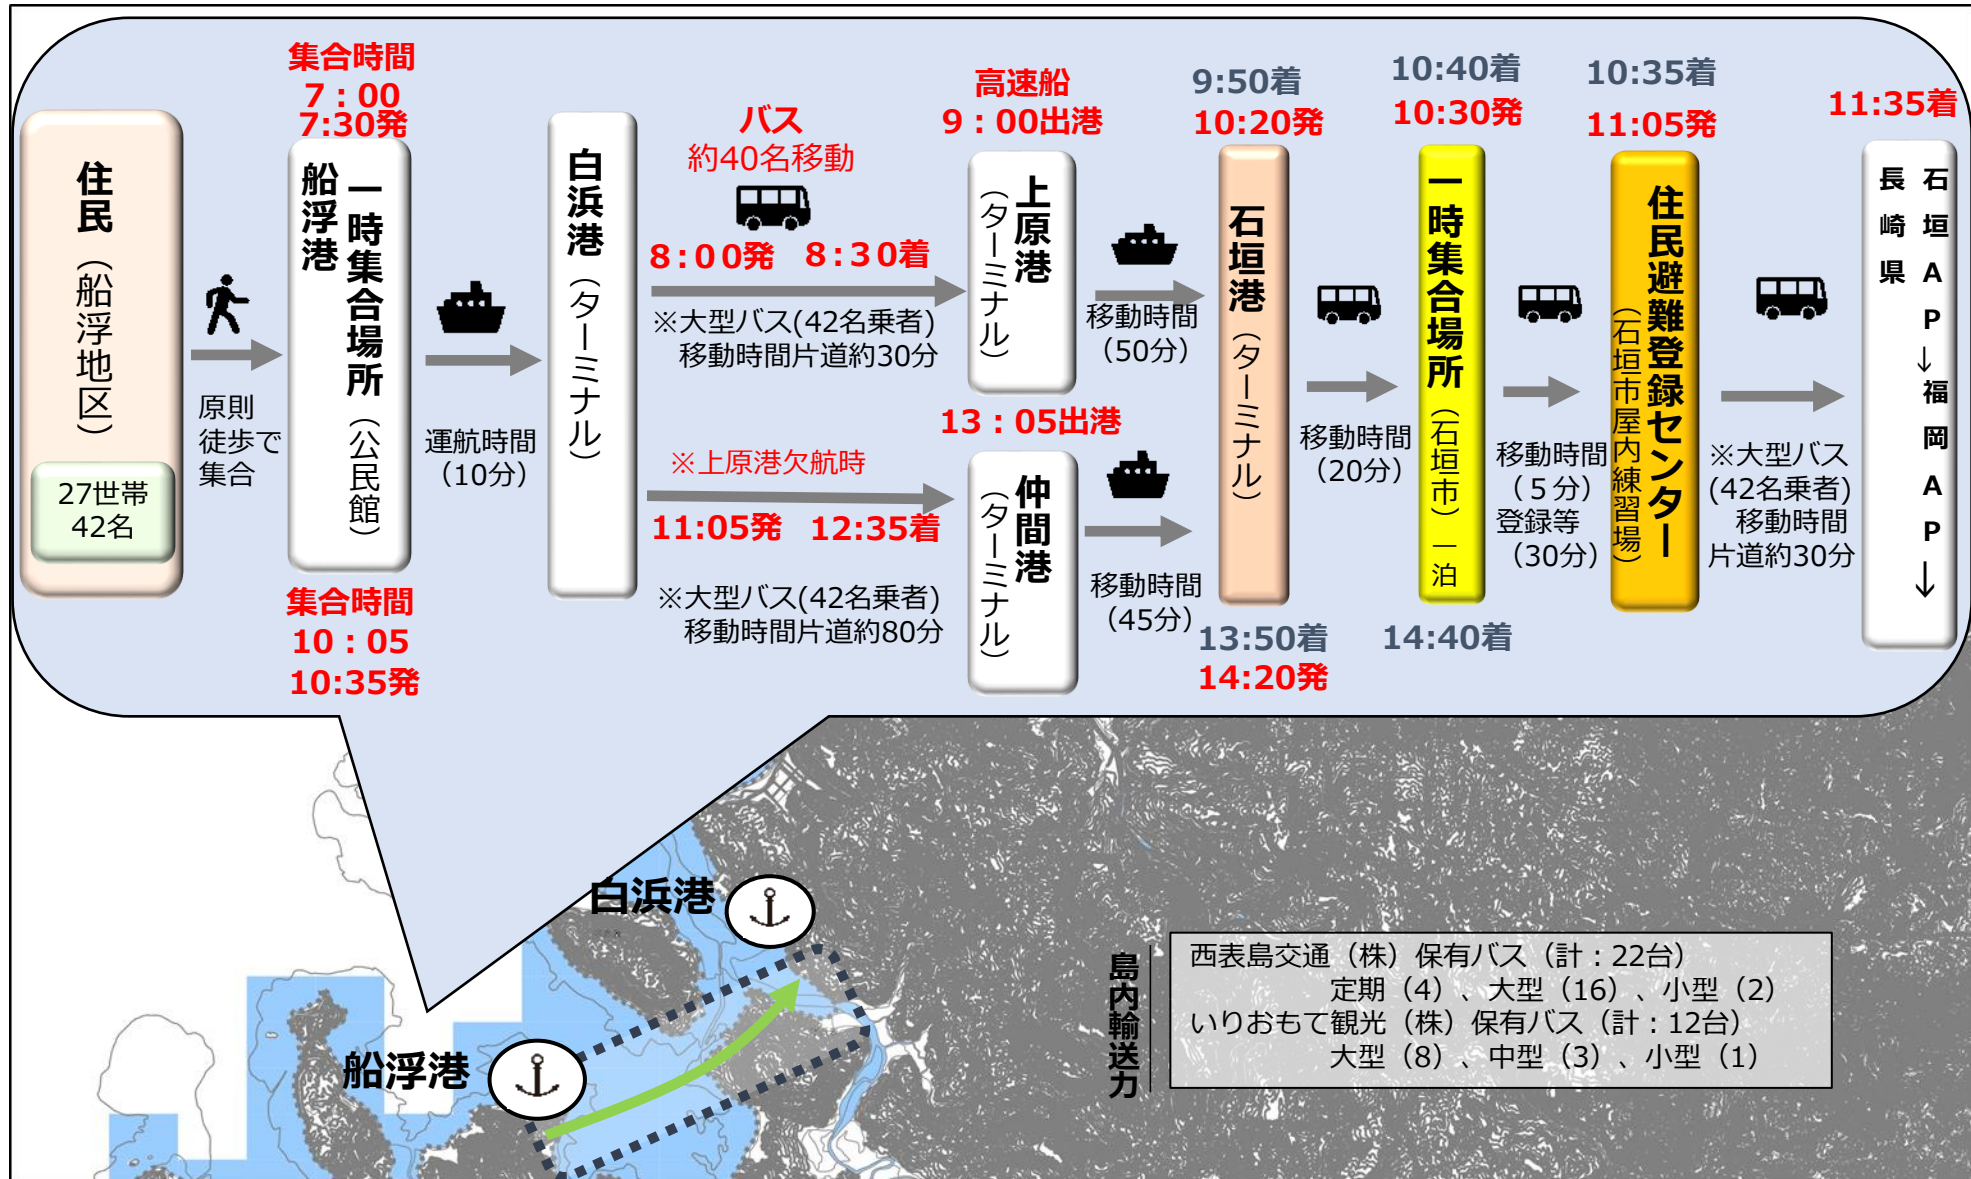 住民（船浮地区）
27世帯
42名
原則
徒歩で
集合
集合時間
7：00
7:30発
船浮港
一時集合場所（公民館）
集合時間
10：05
10:35発
運航時間
（10分）
白浜港（ターミナル）
バス
約40名移動
8:00発　8:30着
※大型バス(42名乗者)
移動時間片道約30分
※上原港欠航時
11:05発　12:35着
※大型バス(42名乗者)
移動時間片道約80分
高速船
9：00出港
上原港
（ターミナル）
移動時間
（50分）
13：05出港
仲間港
（ターミナル）
移動時間
（45分）
9:50着
10:20発
石垣港（ターミナル）
13:50着
14:20発
移動時間
（20分）
10:40着
10:30発
一時集合場所（石垣市）一泊
14:40着
移動時間
（５分）
登録等
（30分）
10:35着
11:05発
住民避難登録センター
（石垣市屋内練習場）
※大型バス
(42名乗者)
移動時間
片道約30分
11:35着
石垣AP→福岡AP→
長崎県
白浜港
船浮港
島内輸送力
西表島交通（株）保有バス（計：22台）
定期（4）、大型（16）、小型（2）
いりおもて観光（株）保有バス（計：12台）
大型（8）、中型（3）、小型（1）